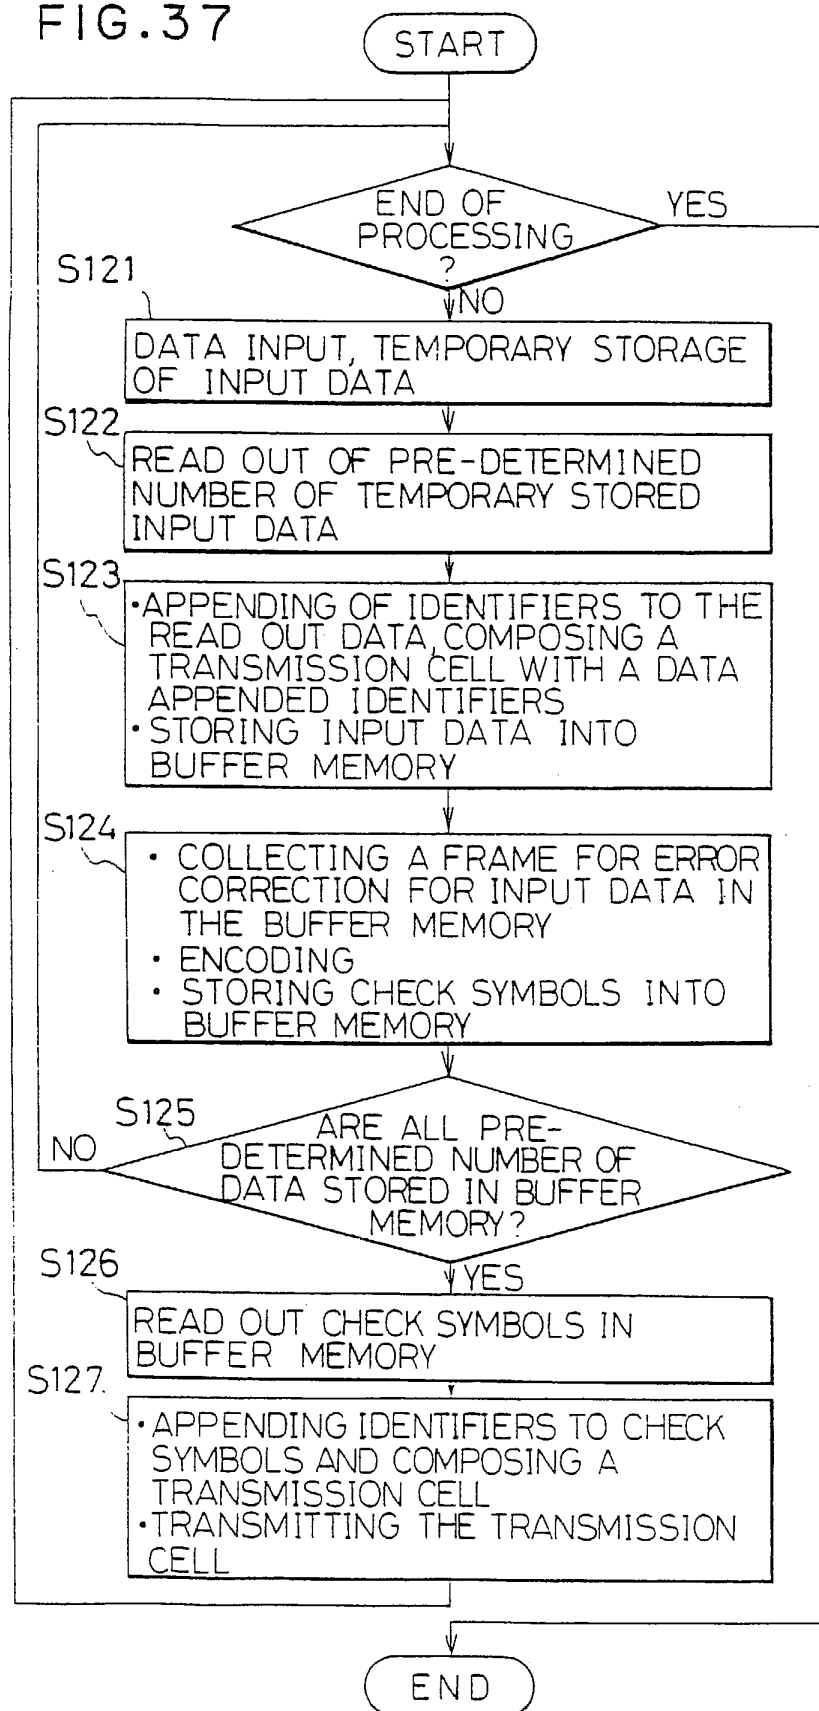 FIG.37
START
END OF
PROCESSING
?
YES
NO
S121
DATA INPUT, TEMPORARY STORAGE
OF INPUT DATA
S122
READ OUT OF PRE-DETERMINED
NUMBER OF TEMPORARY STORED
INPUT DATA
S123
·APPENDING OF IDENTIFIERS TO THE
READ OUT DATA, COMPOSING A
TRANSMISSION CELL WITH A DATA
APPENDED IDENTIFIERS
·STORING INPUT DATA INTO
BUFFER MEMORY
S124
· COLLECTING A FRAME FOR ERROR
CORRECTION FOR INPUT DATA IN
THE BUFFER MEMORY
· ENCODING
· STORING CHECK SYMBOLS INTO
BUFFER MEMORY
S125
NO
ARE ALL PRE-
DETERMINED NUMBER OF
DATA STORED IN BUFFER
MEMORY?
YES
S126
READ OUT CHECK SYMBOLS IN
BUFFER MEMORY
S127
·APPENDING IDENTIFIERS TO CHECK
SYMBOLS AND COMPOSING A
TRANSMISSION CELL
·TRANSMITTING THE TRANSMISSION
CELL
END